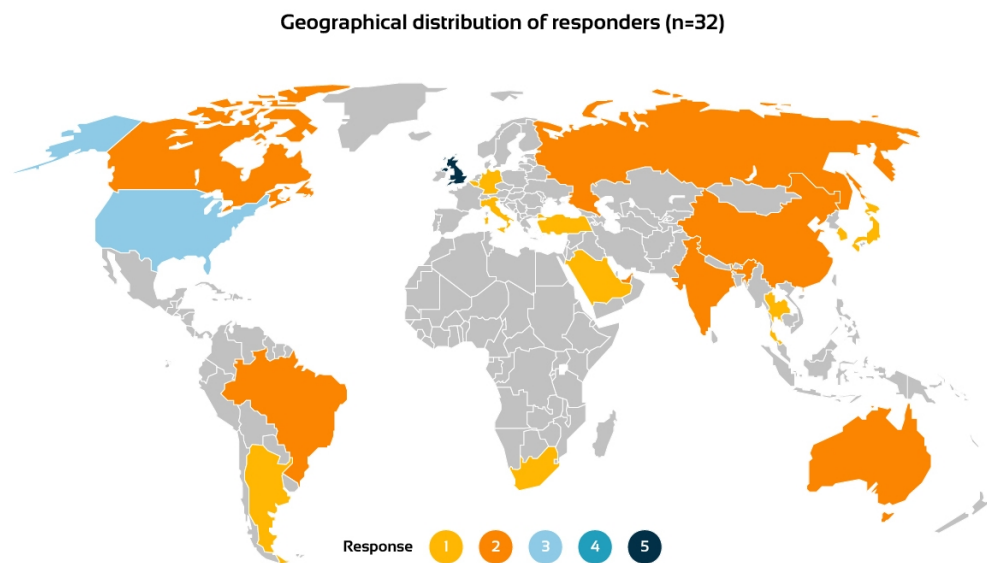 Geographical distribution of responders (n=32)
Response 1 2 3 4 5